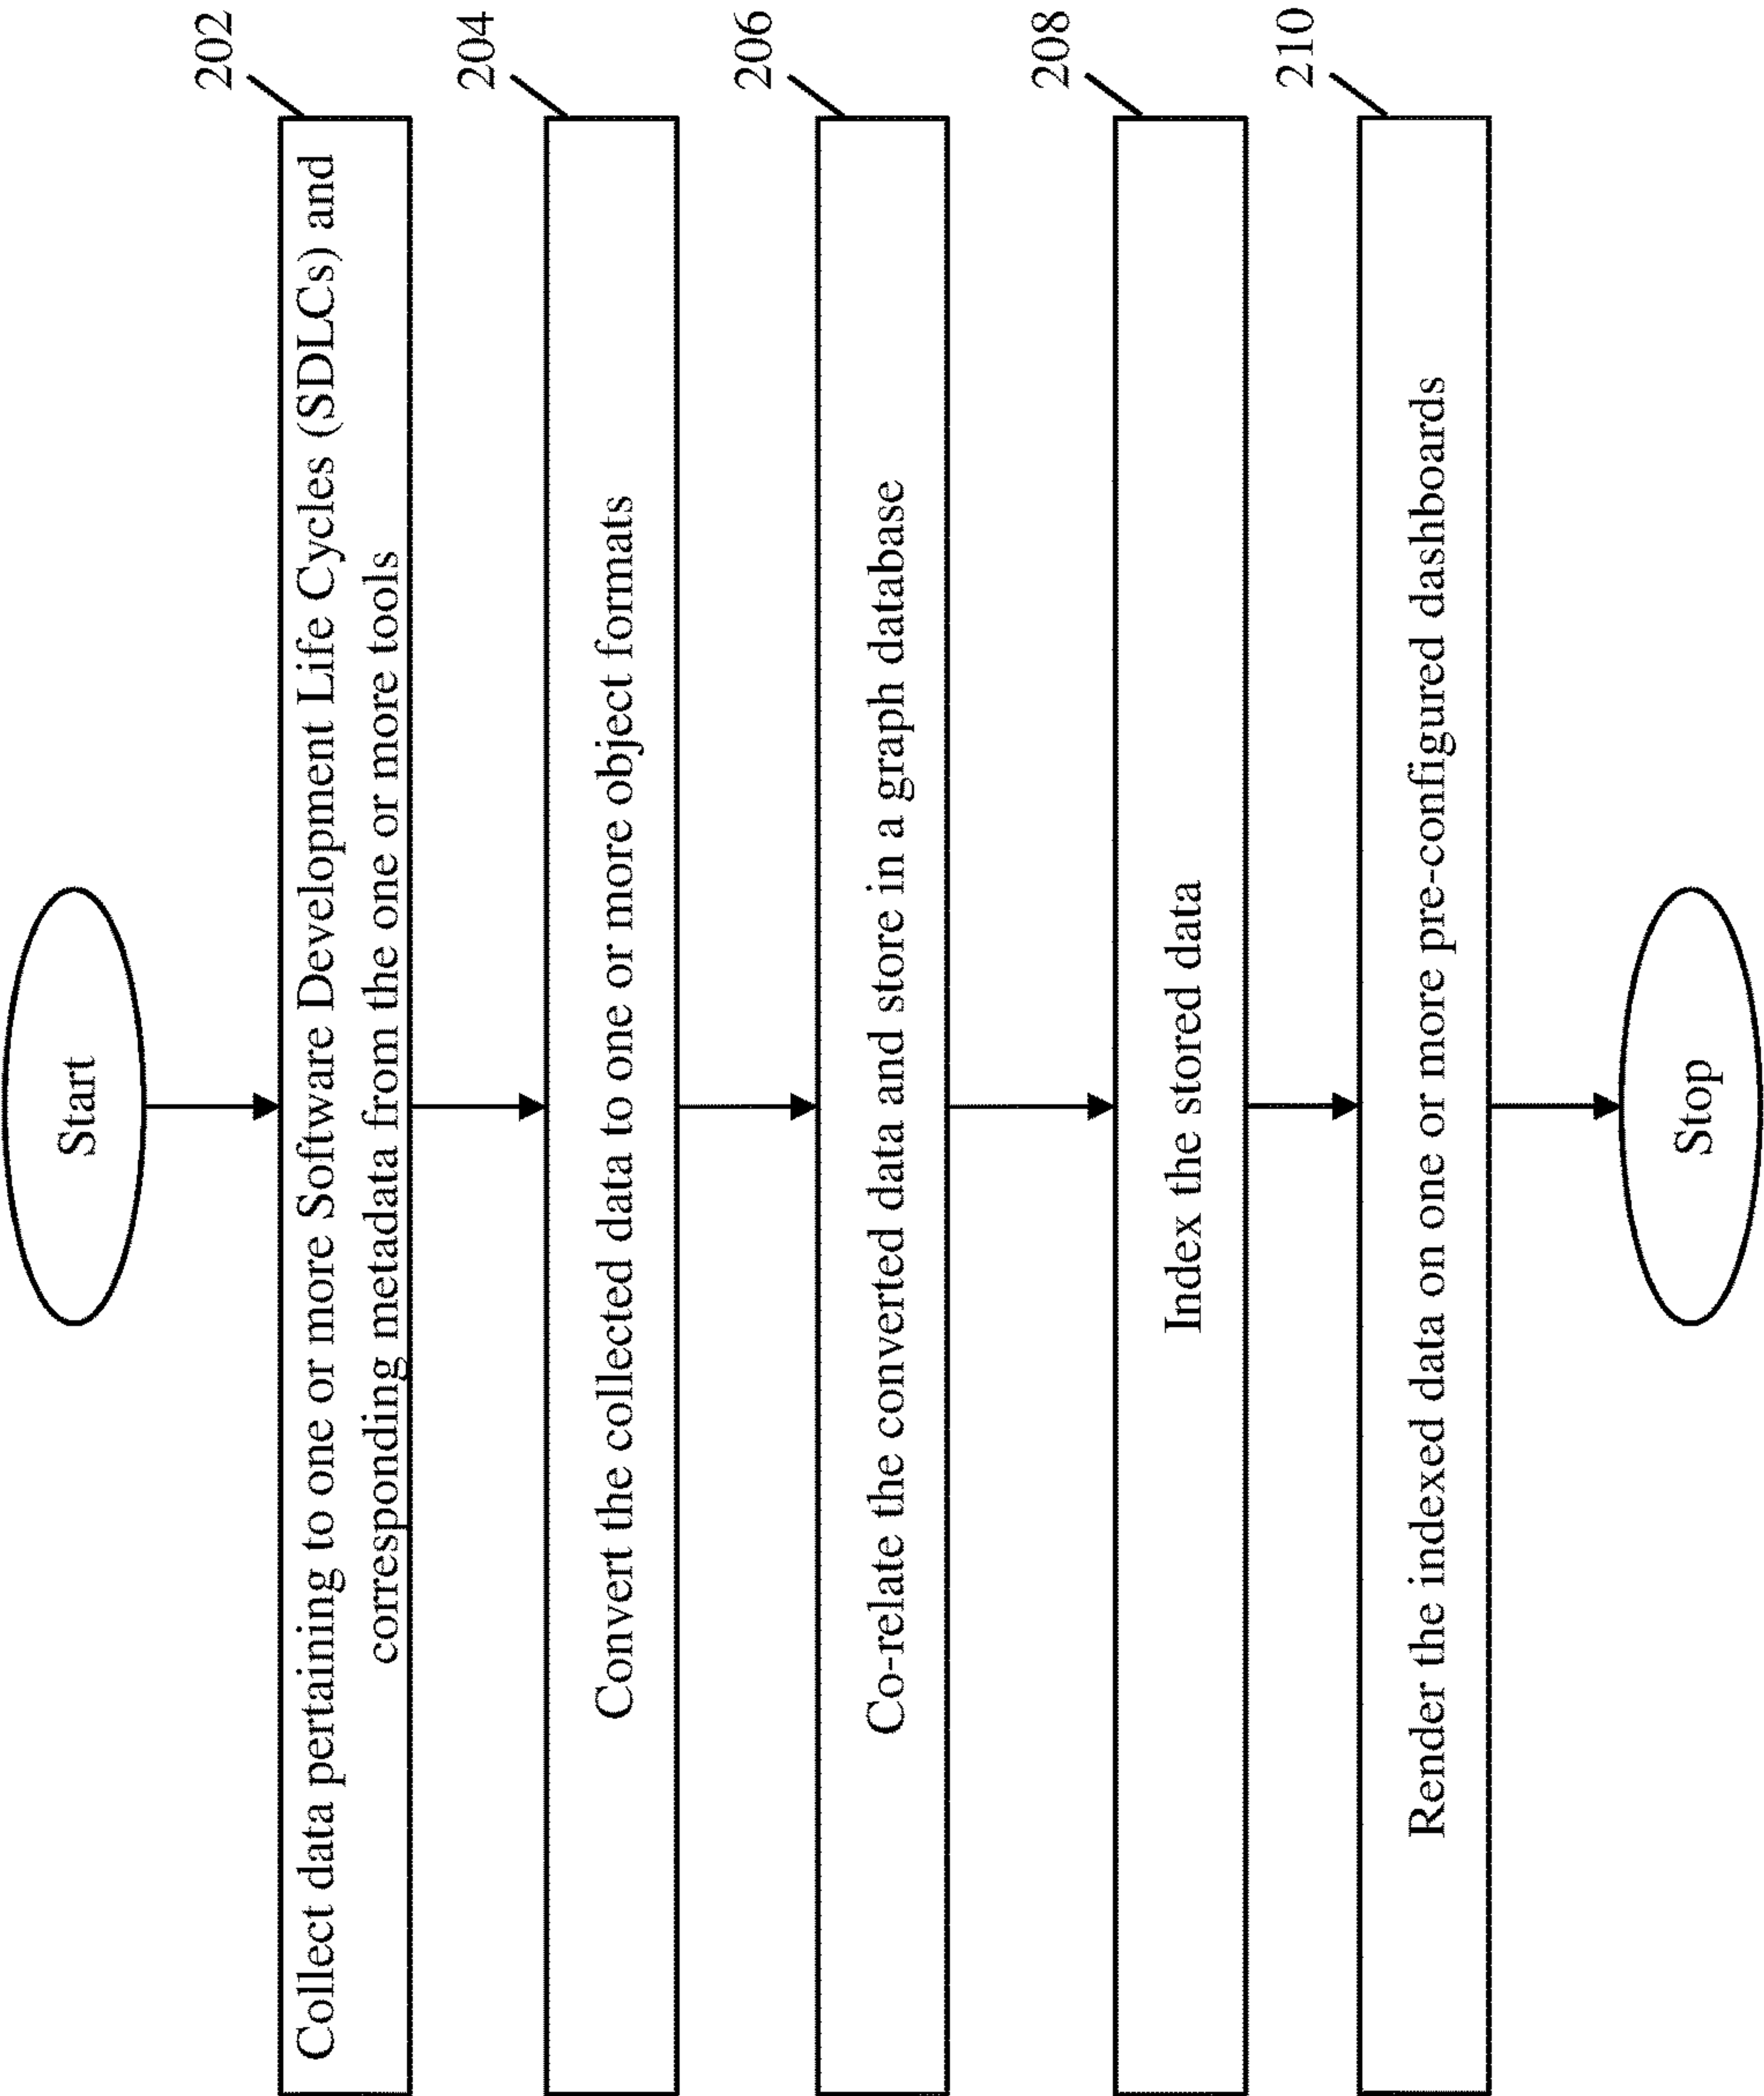 Start
202
Collect data pertaining to one or more Software Development Life Cycles (SDLCs) and
corresponding metadata from the one or more tools
204
Convert the collected data to one or more object formats
206
Co-relate the converted data and store in a graph database
208
Index the stored data
210
Render the indexed data on one or more pre-configured dashboards
Stop